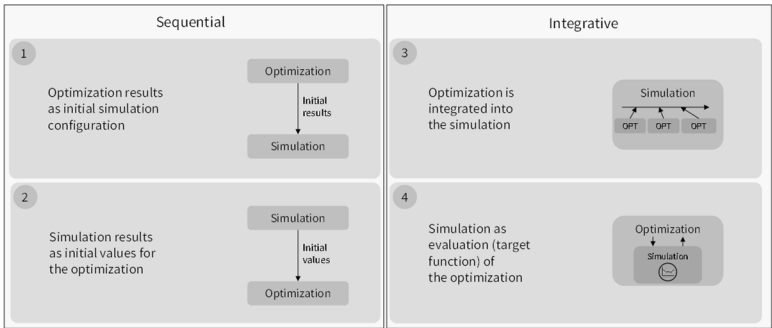 Sequential
1
Optimization results
as initial simulation
configuration
Optimization
Initial
results
Simulation
2
Simulation results
as initial values for
the optimization
Simulation
Initial
values
Optimization
Integrative
3
Optimization is
integrated into
the simulation
Simulation
OPT OPT OPT
4
Simulation as
evaluation (target
function) of
the optimization
Optimization
Simulation